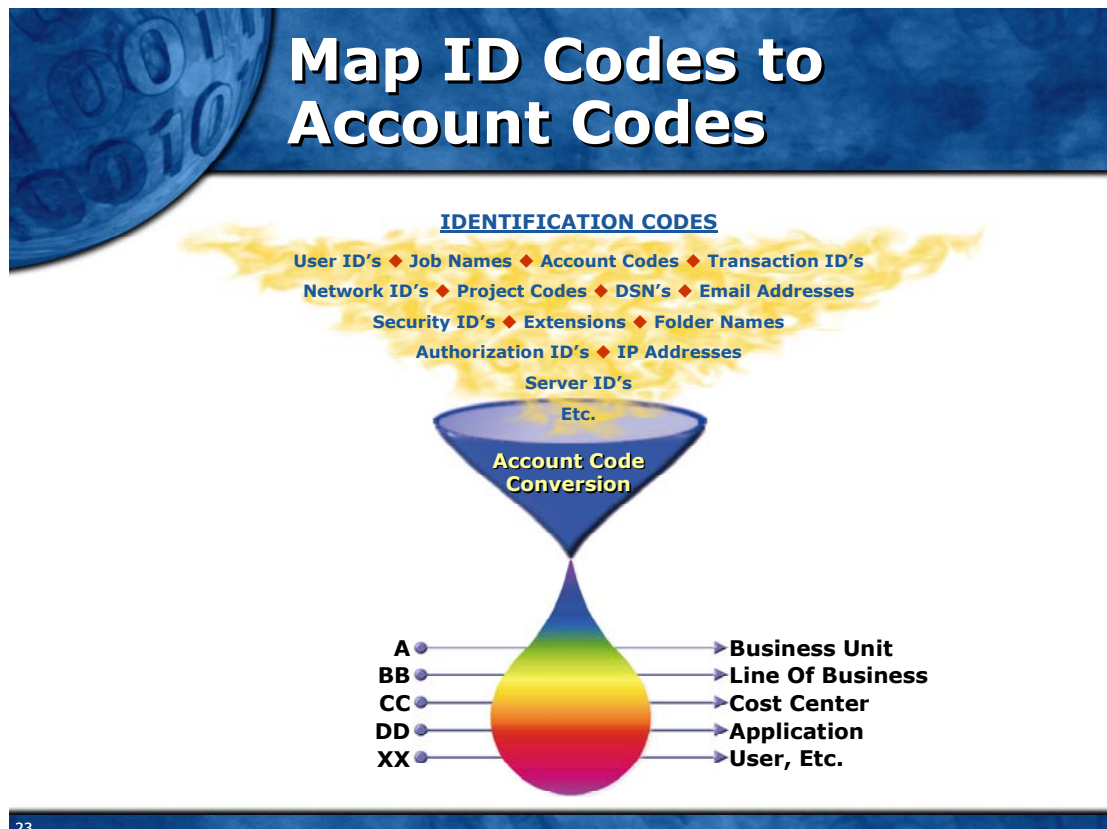 Map ID Codes to
Account Codes
IDENTIFICATION CODES
User ID’s ◆ Job Names ◆ Account Codes ◆ Transaction ID’s
Network ID’s ◆ Project Codes ◆ DSN’s ◆ Email Addresses
Security ID’s ◆ Extensions ◆ Folder Names
Authorization ID’s ◆ IP Addresses
Server ID’s
Etc.
Account Code
Conversion
A Business Unit
BB Line Of Business
CC Cost Center
DD Application
XX User, Etc.
23